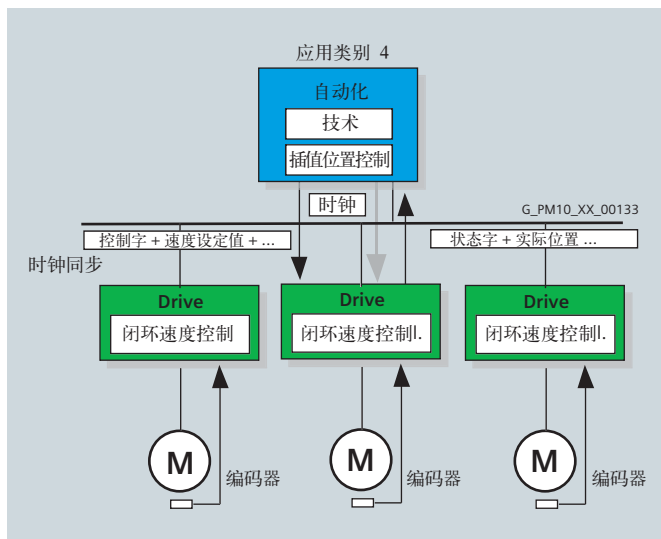 应用类别 4
自动化
技术
插值位置控制
时钟
G_PM10_XX_00133
控制字 + 速度设定值 + ...
状态字 + 实际位置 ...
时钟同步
Drive
闭环速度控制
Drive
闭环速度控制l.
Drive
闭环速度控制l.
M
编码器
M
编码器
M
编码器